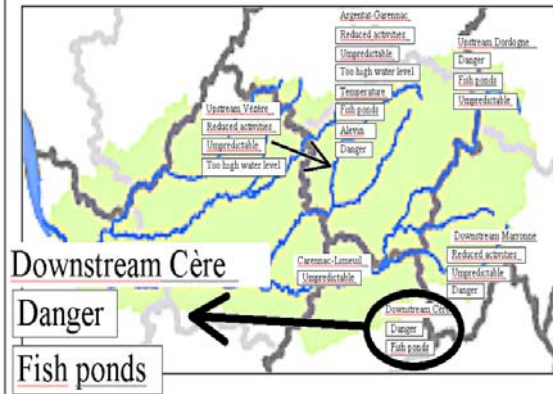 Argentat-Garennac
Reduced activities
Unpredictable
Too high water level
Temperature
Fish ponds
Alevin
Danger
Upstream Dordogne
Danger
Fish ponds
Unpredictable
Upstream Vézère
Reduced activities
Unpredictable
Too high water level
Carennac-Limeuil
Unpredictable
Downstream Marronne
Reduced activities
Unpredictable
Danger
Downstream Cère
Danger
Fish ponds
Downstream Cère
Danger
Fish ponds